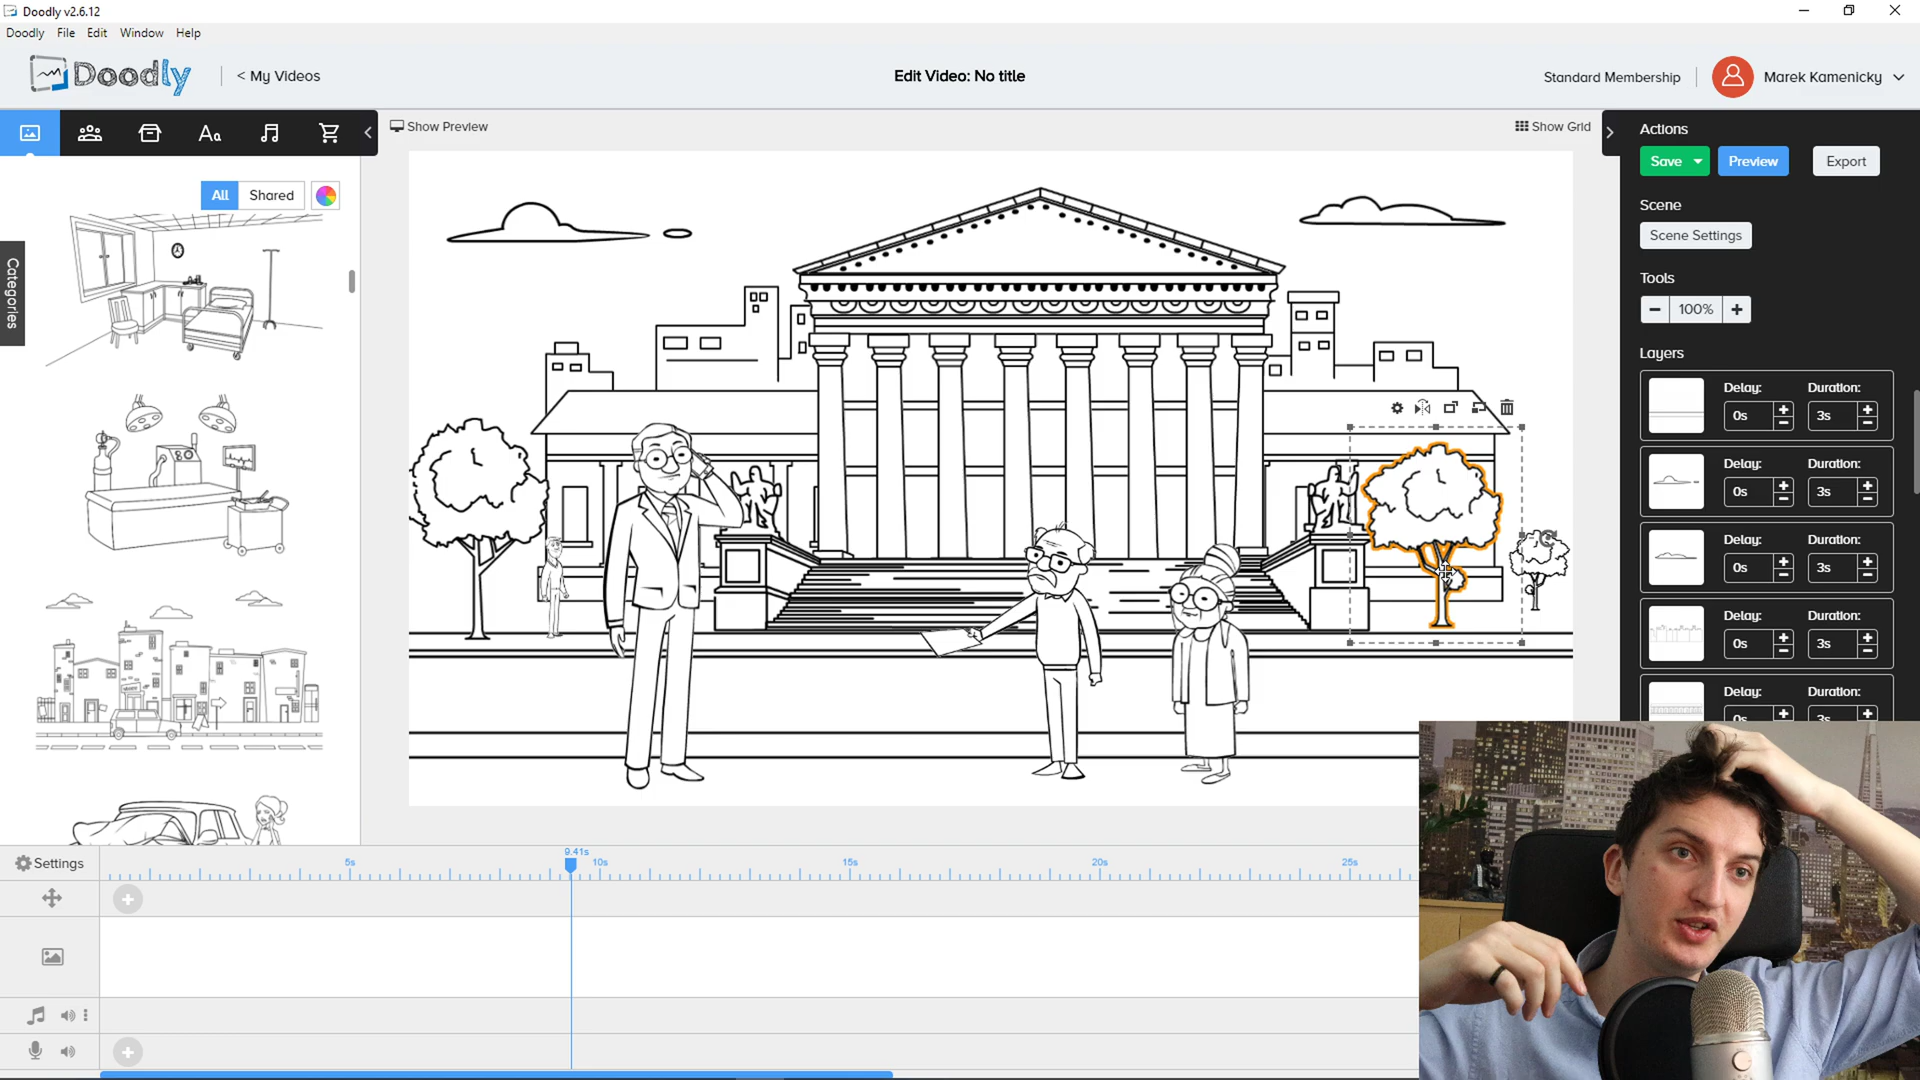 Doodly v2.6.12
Doodly File Edit Window Help
Doodly
< My Videos
Edit Video: No title
Standard Membership
Marek Kamenicky
Aa
Show Preview
Show Grid
All Shared
Categories
Actions
Save Preview Export
Scene
Scene Settings
Tools
100%
Layers
Delay: Duration:
0s 3s
Delay: Duration:
0s 3s
Delay: Duration:
0s 3s
Delay: Duration:
0s 3s
Delay: Duration:
0s 3s
Settings
9.41s
5s 10s 15s 20s 25s